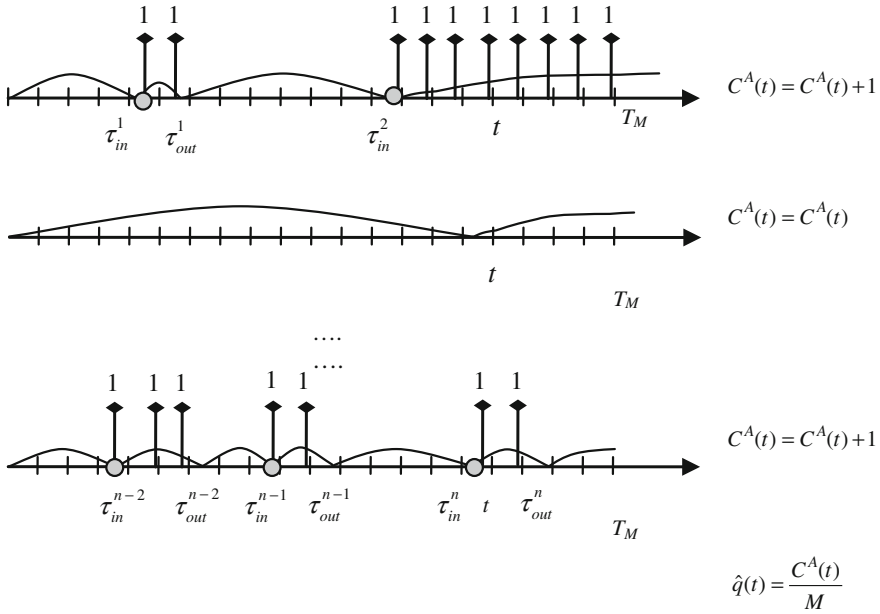 1 1 1 1 1 1 1 1 1 1
C^A(t) = C^A(t)+1
τ_in^1 τ_out^1 τ_in^2 t T_M
C^A(t) = C^A(t)
t
T_M
....
....
1 1 1 1 1 1 1
C^A(t) = C^A(t)+1
τ_in^{n-2} τ_out^{n-2} τ_in^{n-1} τ_out^{n-1} τ_in^n t τ_out^n
T_M
q̂(t) = C^A(t)/M